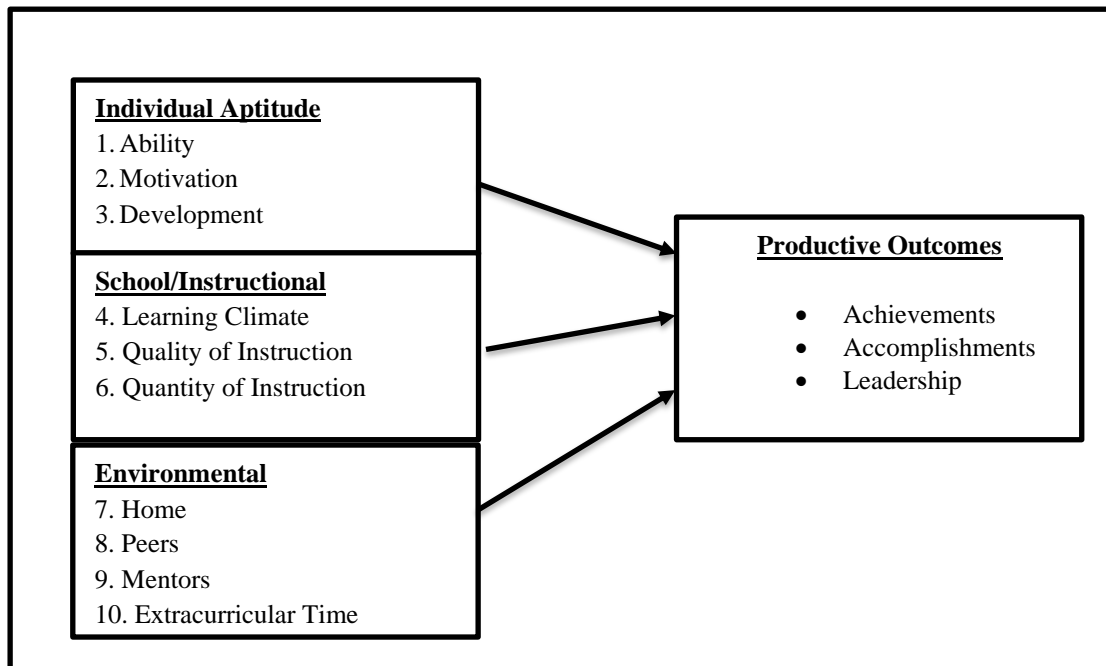 Individual Aptitude
1. Ability
2. Motivation
3. Development
School/Instructional
4. Learning Climate
5. Quality of Instruction
6. Quantity of Instruction
Environmental
7. Home
8. Peers
9. Mentors
10. Extracurricular Time
Productive Outcomes
• Achievements
• Accomplishments
• Leadership